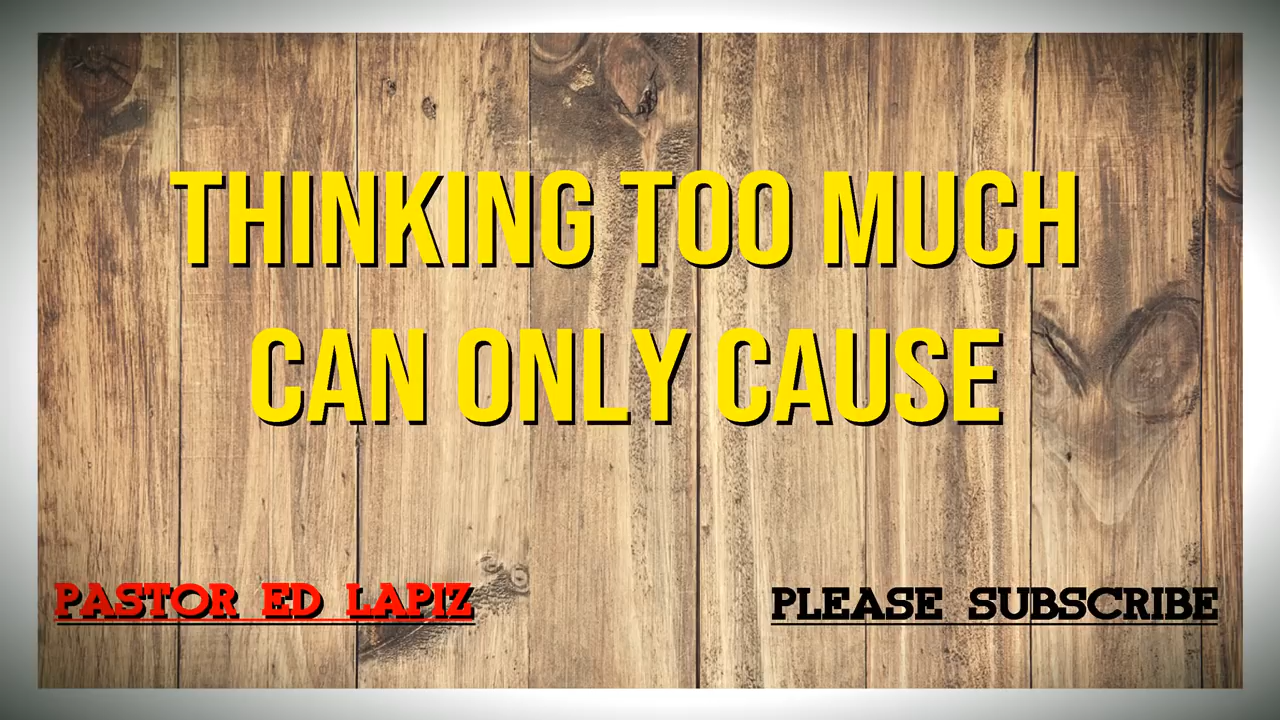 THINKING TOO MUCH
CAN ONLY CAUSE
PASTOR ED LAPIZ
PLEASE SUBSCRIBE